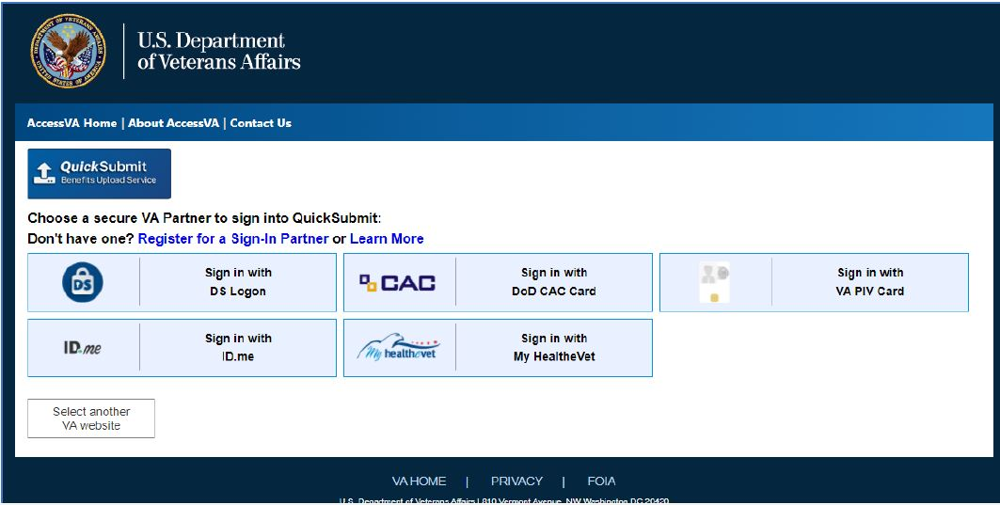 U.S. Department
of Veterans Affairs
AccessVA Home | About AccessVA | Contact Us
QuickSubmit
Benefits Upload Service
Choose a secure VA Partner to sign into QuickSubmit:
Don't have one? Register for a Sign-In Partner or Learn More
DS
Sign in with
DS Logon
CAC
Sign in with
DoD CAC Card
Sign in with
VA PIV Card
ID.me
Sign in with
ID.me
My healthevet
Sign in with
My HealtheVet
Select another
VA website
VA HOME | PRIVACY | FOIA
U.S. Department of Veterans Affairs | 810 Vermont Avenue, NW Washington DC 20420